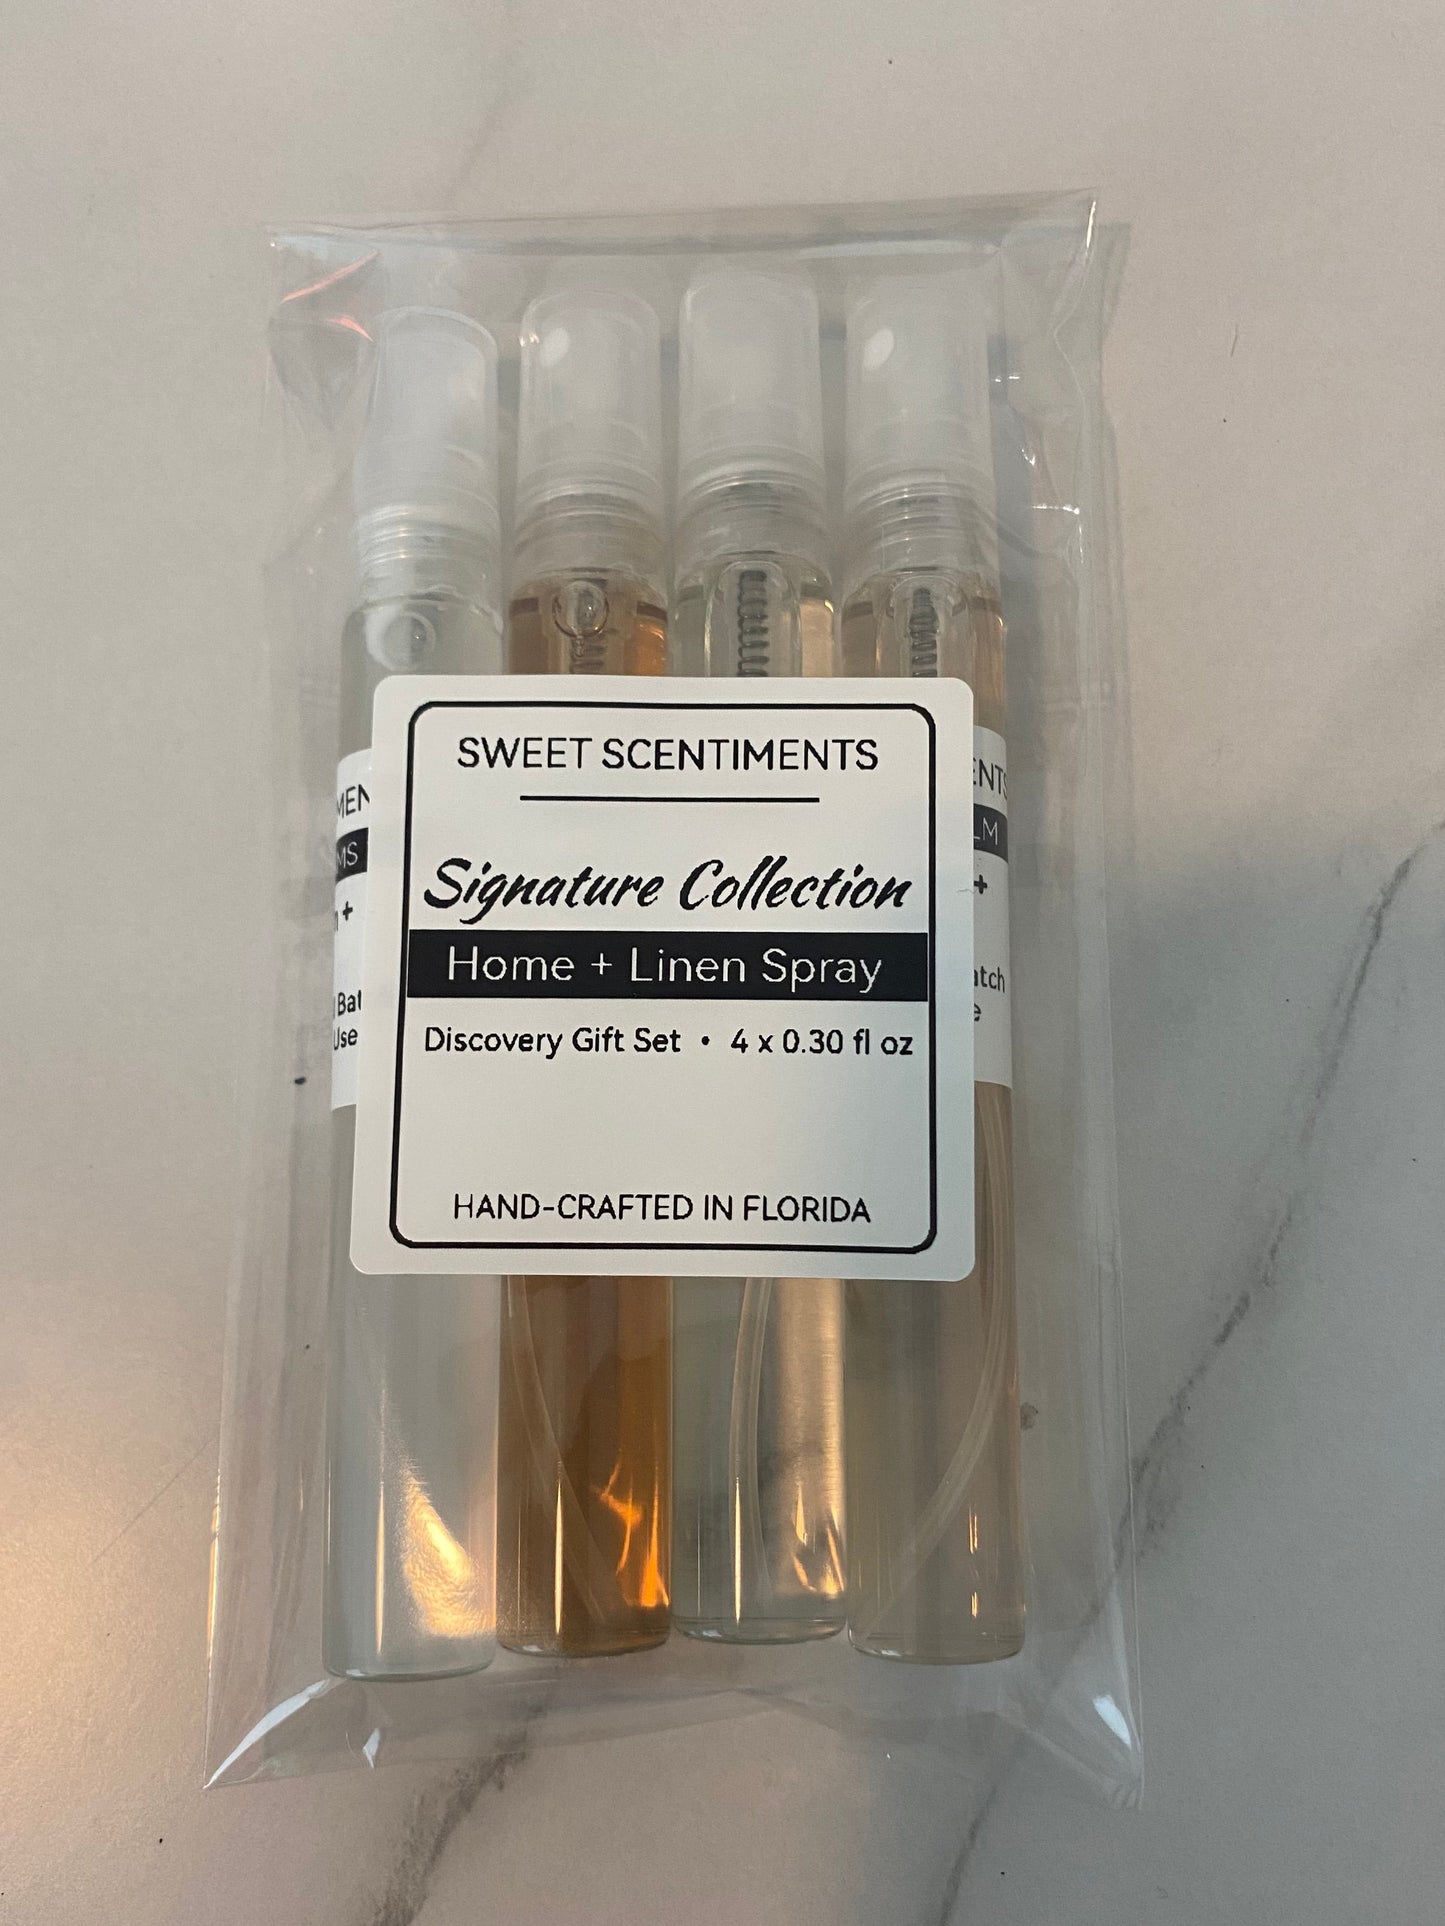 SWEET SCENTIMENTS
Signature Collection
Home + Linen Spray
Discovery Gift Set • 4 x 0.30 fl oz
HAND-CRAFTED IN FLORIDA